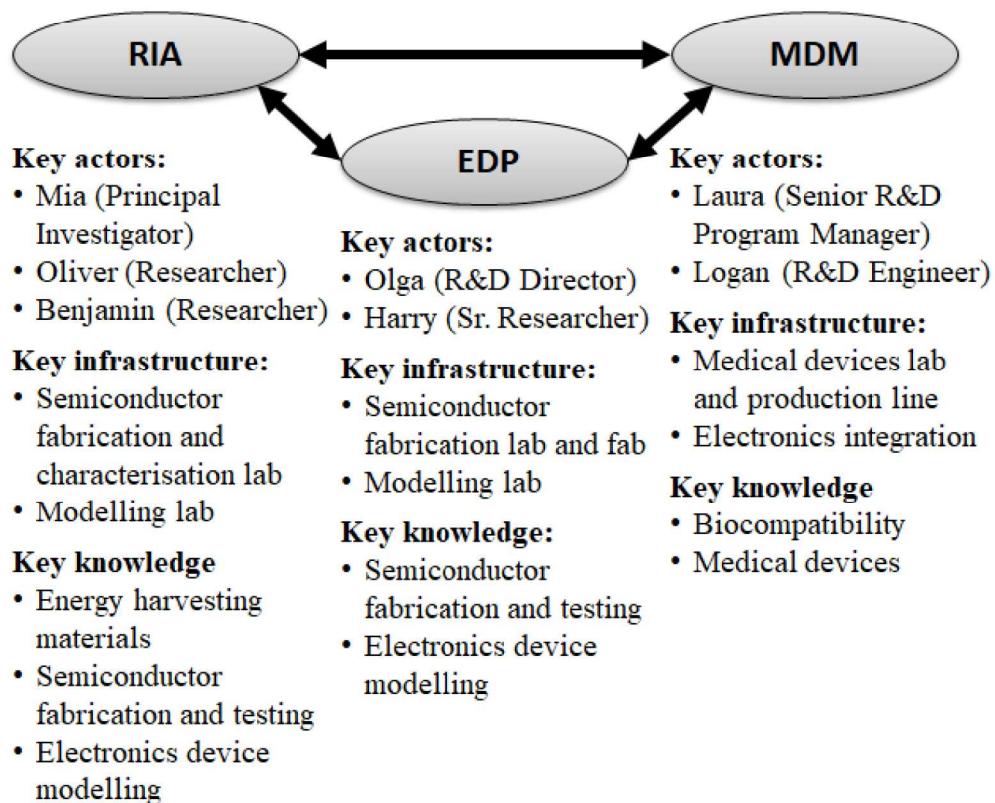 RIA
MDM
EDP
Key actors:
• Mia (Principal
Investigator)
• Oliver (Researcher)
• Benjamin (Researcher)
Key infrastructure:
• Semiconductor
fabrication and
characterisation lab
• Modelling lab
Key knowledge
• Energy harvesting
materials
• Semiconductor
fabrication and testing
• Electronics device
modelling
Key actors:
• Olga (R&D Director)
• Harry (Sr. Researcher)
Key infrastructure:
• Semiconductor
fabrication lab and fab
• Modelling lab
Key knowledge:
• Semiconductor
fabrication and testing
• Electronics device
modelling
Key actors:
• Laura (Senior R&D
Program Manager)
• Logan (R&D Engineer)
Key infrastructure:
• Medical devices lab
and production line
• Electronics integration
Key knowledge
• Biocompatibility
• Medical devices